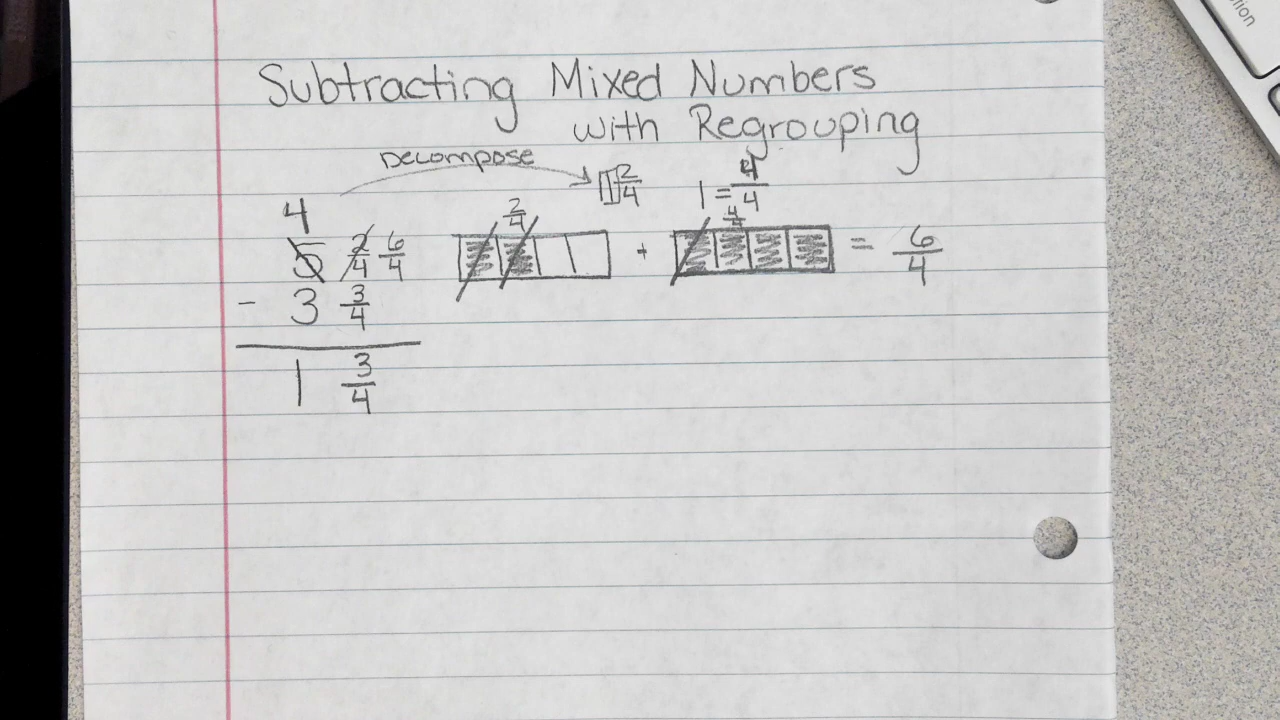 Subtracting Mixed Numbers
with Regrouping
Decompose
1 2/4 1 = 4/4
4
5 2/4 6/4 2/4 + 4/4 = 6/4
- 3 3/4
1 3/4